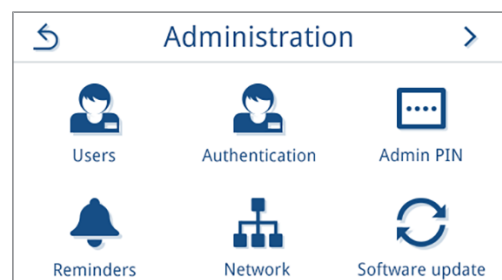 Administration
Users Authentication Admin PIN
Reminders Network Software update